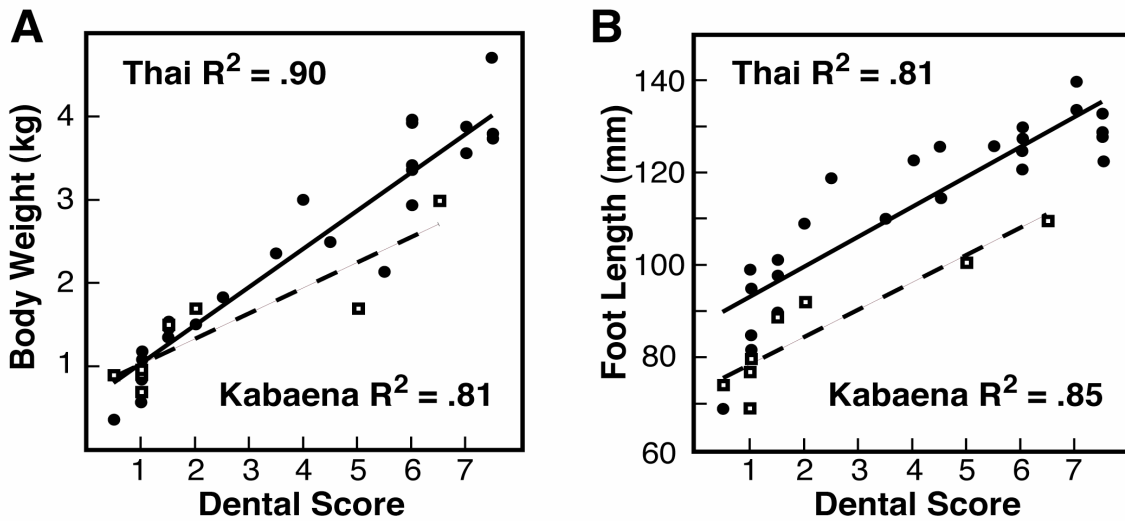 A
Thai R² = .90
Body Weight (kg)
4
3
2
1
Kabaena R² = .81
1 2 3 4 5 6 7
Dental Score
B
Thai R² = .81
Foot Length (mm)
140
120
100
80
60
Kabaena R² = .85
1 2 3 4 5 6 7
Dental Score